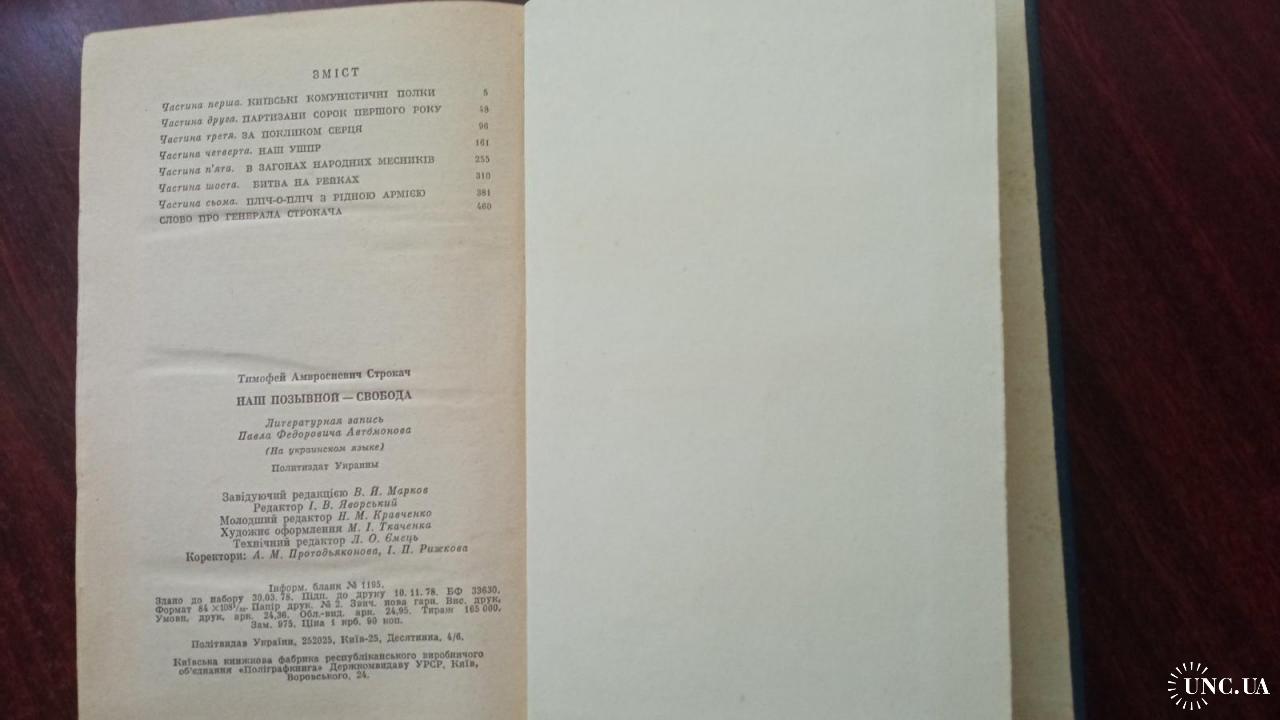 ЗМІСТ
Частина перша. КИЇВСЬКІ КОМУНІСТИЧНІ ПОЛКИ 5
Частина друга. ПАРТИЗАНИ СОРОК ПЕРШОГО РОКУ 48
Частина третя. ЗА ПОКЛИКОМ СЕРЦЯ 96
Частина четверта. НАШ УШПР 161
Частина п'ята. В ЗАГОНАХ НАРОДНИХ МЕСНИКІВ 255
Частина шоста. БИТВА НА РЕЙКАХ 310
Частина сьома. ПЛІЧ-О-ПЛІЧ З РІДНОЮ АРМІЄЮ 381
СЛОВО ПРО ГЕНЕРАЛА СТРОКАЧА 460
Тимофей Амвросиевич Строкач
НАШ ПОЗЫВНОЙ — СВОБОДА
Литературная запись
Павла Федоровича Автомонова
(На украинском языке)
Политиздат Украины
Завідуючий редакцією В. Й. Марков
Редактор І. В. Яворський
Молодший редактор Н. М. Кравченко
Художнє оформлення М. І. Ткаченка
Технічний редактор Л. О. Ємець
Коректори: А. М. Протодьяконова, І. П. Рижкова
Інформ. бланк № 1195.
Здано до набору 30.03.78. Підп. до друку 10.11.78. БФ 33630.
Формат 84×108¹/₃₂. Папір друк. № 2. Звич. нова гарн. Вис. друк.
Умовн. друк. арк. 24,36. Обл.-вид. арк. 24,95. Тираж 165 000.
Зам. 975. Ціна 1 крб. 90 коп.
Політвидав України, 252025, Київ-25, Десятинна, 4/6.
Київська книжкова фабрика республіканського виробничого
об'єднання «Поліграфкнига» Держкомвидаву УРСР, Київ,
Воровського, 24.
UNC.UA